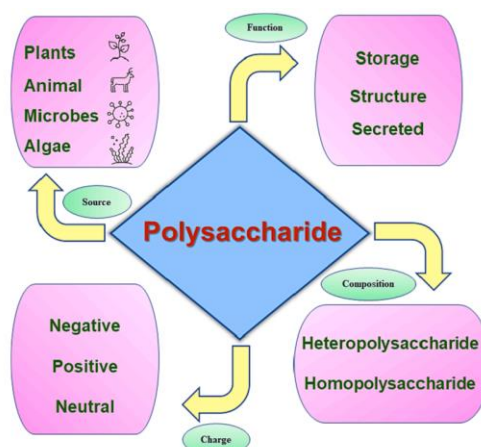 Plants
Animal
Microbes
Algae
Source
Function
Storage
Structure
Secreted
Polysaccharide
Composition
Heteropolysaccharide
Homopolysaccharide
Negative
Positive
Neutral
Charge